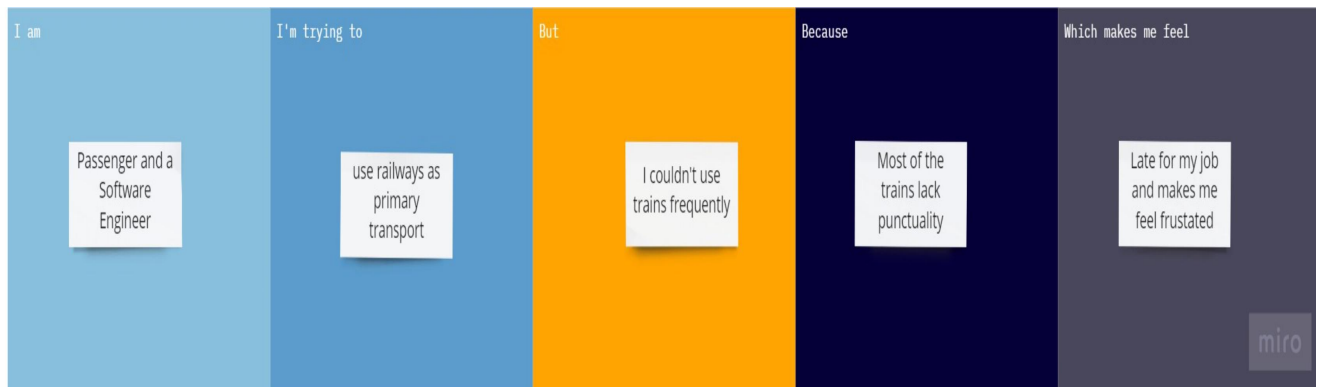 I am
Passenger and a
Software
Engineer
I'm trying to
use railways as
primary
transport
But
I couldn't use
trains frequently
Because
Most of the
trains lack
punctuality
Which makes me feel
Late for my job
and makes me
feel frustated
miro